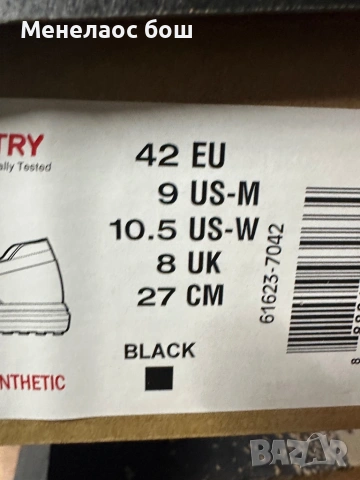 Менелаос бош
TRY
ally Tested
42 EU
9 US-M
10.5 US-W
8 UK
27 CM
61623-7042
BLACK
NTHETIC
BAZAR